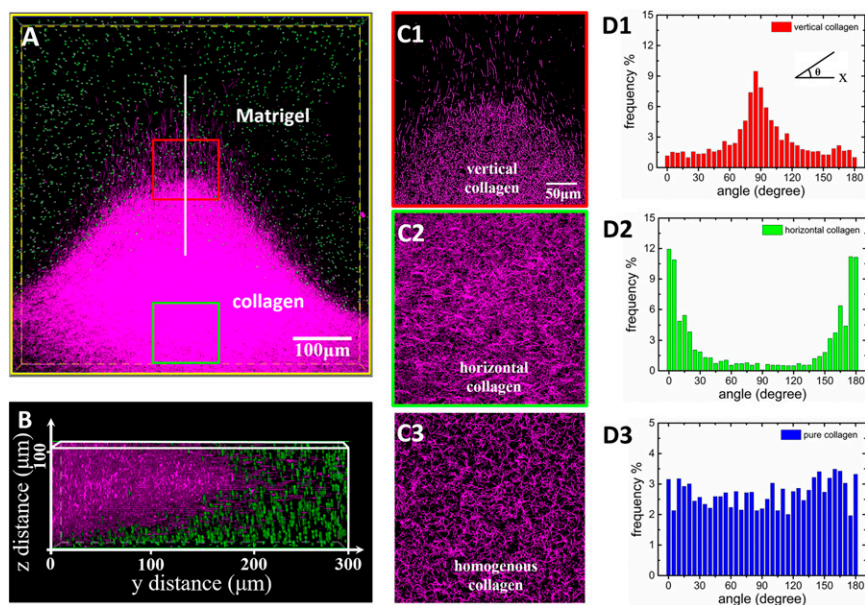 A
Matrigel
collagen
100μm
B
z distance (μm)
100
0
100
200
300
y distance (μm)
C1
vertical
collagen
50μm
C2
horizontal
collagen
C3
homogenous
collagen
D1
vertical collagen
θ
X
frequency %
15
12
9
6
3
0
0 30 60 90 120 150 180
angle (degree)
D2
horizontal collagen
frequency %
15
12
9
6
3
0
0 30 60 90 120 150 180
angle (degree)
D3
pure collagen
frequency %
5
4
3
2
1
0
0 30 60 90 120 150 180
angle (degree)